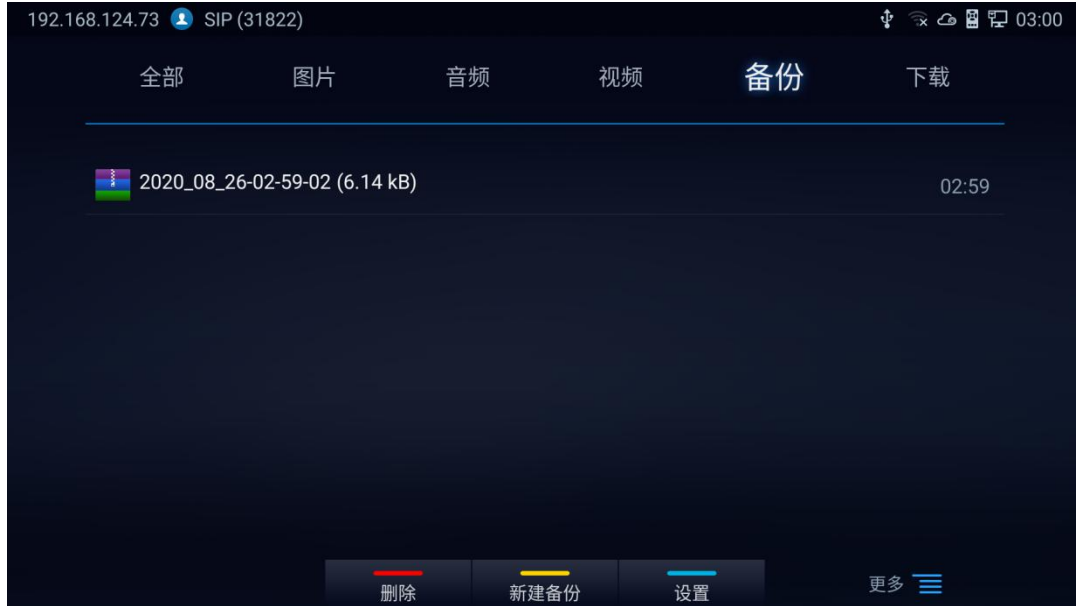 192.168.124.73 SIP (31822) 03:00
全部 图片 音频 视频 备份 下载
2020_08_26-02-59-02 (6.14 kB) 02:59
删除 新建备份 设置 更多